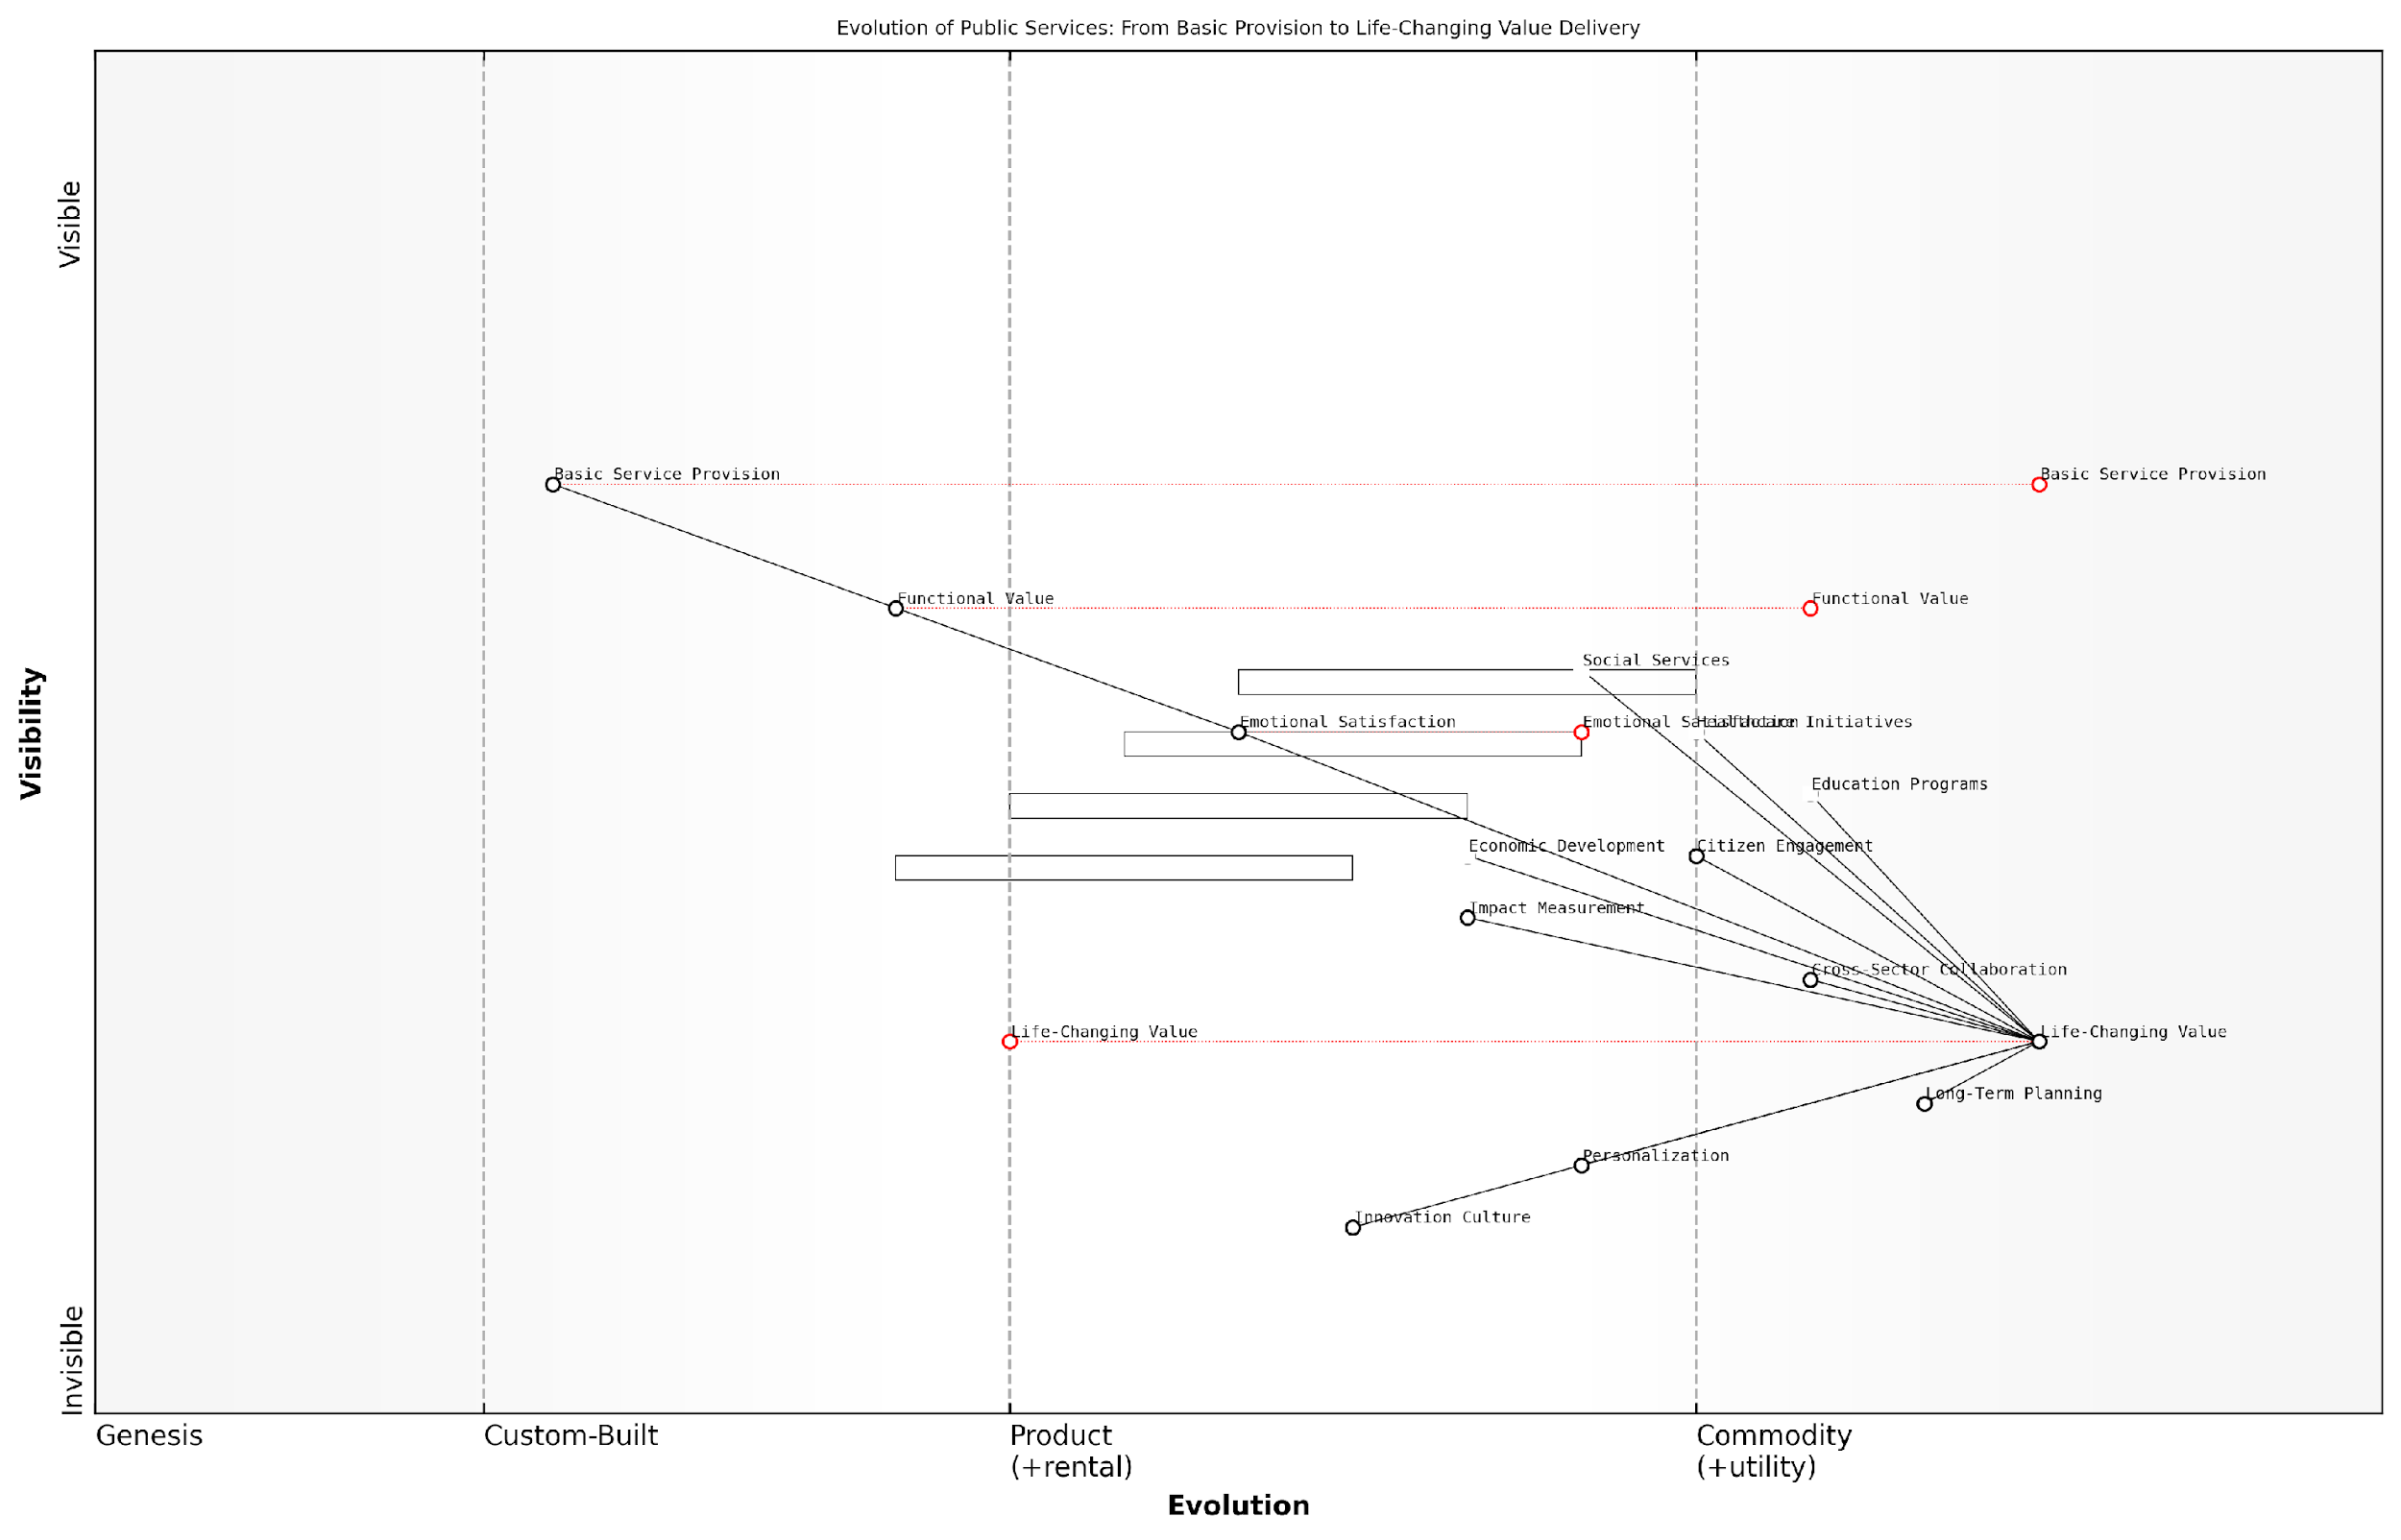 Evolution of Public Services: From Basic Provision to Life-Changing Value Delivery
Visible
Visibility
Invisible
Basic Service Provision
Basic Service Provision
Functional Value
Functional Value
Social Services
Emotional Satisfaction
Emotional Satisfaction
Healthcare Initiatives
Education Programs
Economic Development
Citizen Engagement
Impact Measurement
Cross-Sector Collaboration
Life-Changing Value
Life-Changing Value
Long-Term Planning
Personalization
Innovation Culture
Genesis
Custom-Built
Product
(+rental)
Commodity
(+utility)
Evolution